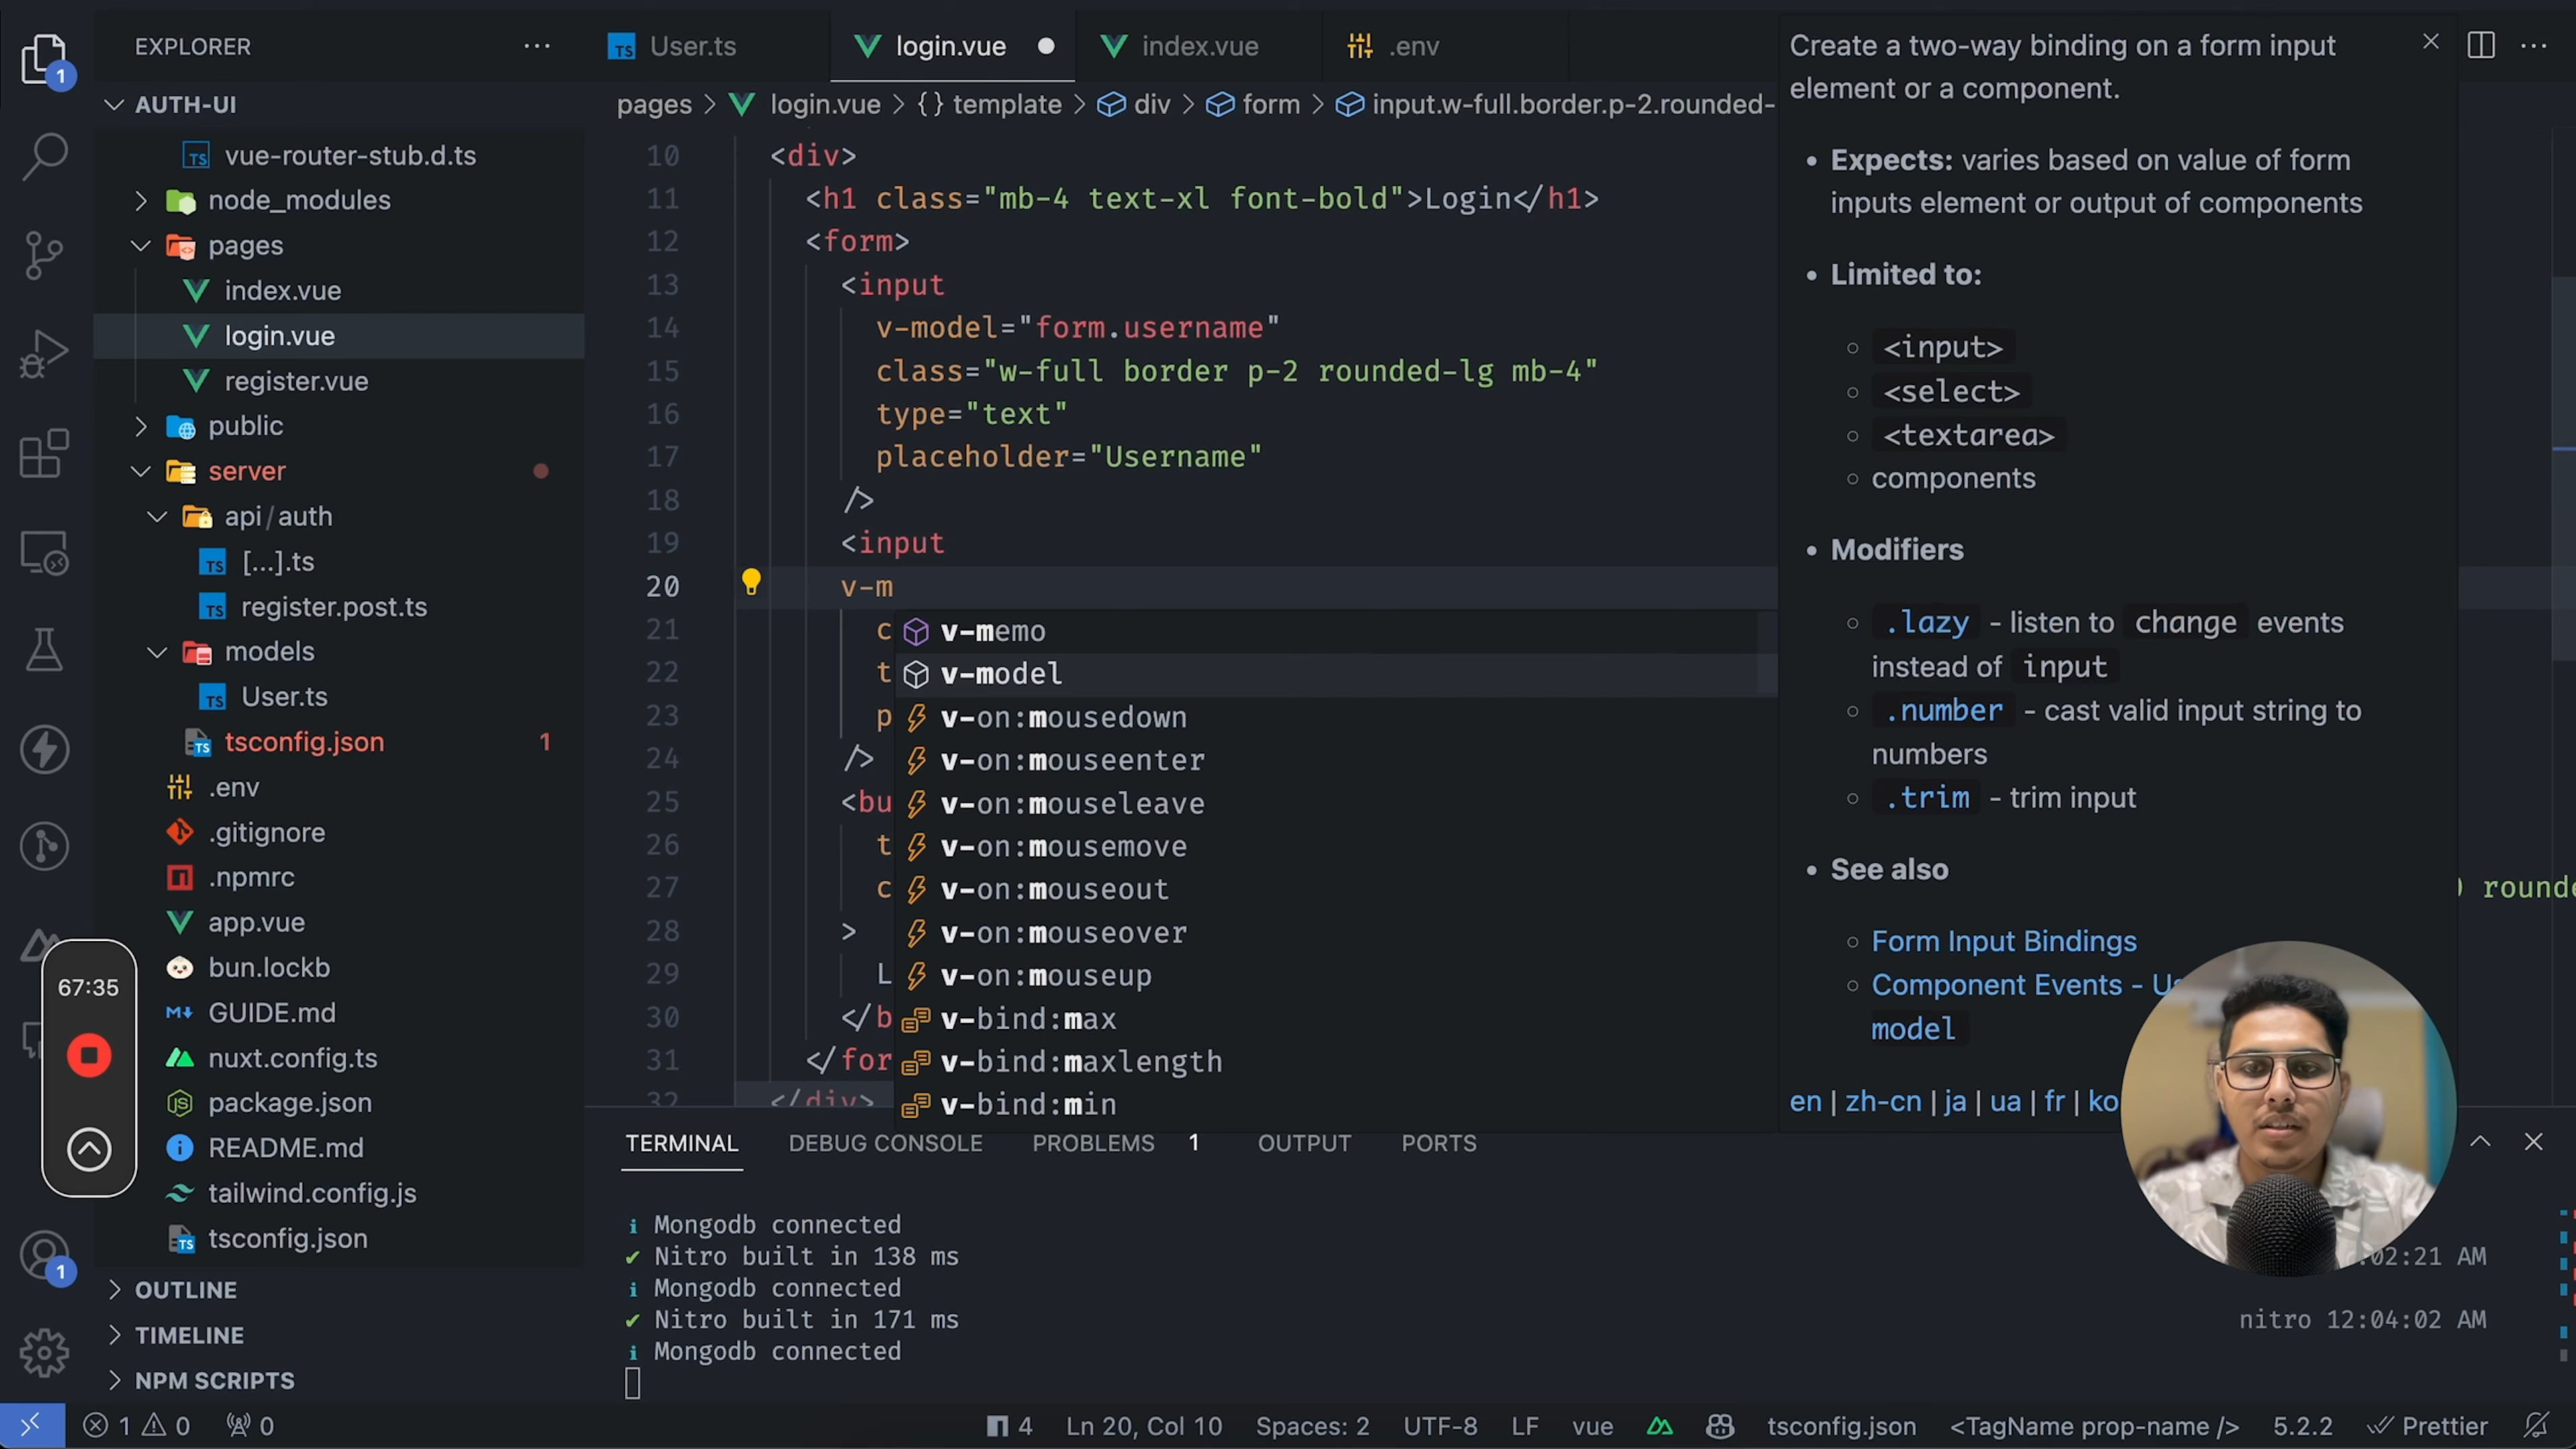 EXPLORER
AUTH-UI
vue-router-stub.d.ts
node_modules
pages
index.vue
login.vue
register.vue
public
server
api/auth
[...].ts
register.post.ts
models
User.ts
tsconfig.json 1
.env
.gitignore
.npmrc
app.vue
bun.lockb
GUIDE.md
nuxt.config.ts
package.json
README.md
tailwind.config.js
tsconfig.json
OUTLINE
TIMELINE
NPM SCRIPTS
1
67:35
1
User.ts login.vue index.vue .env
pages > login.vue > {} template > div > form > input.w-full.border.p-2.rounded-
10 <div>
11 <h1 class="mb-4 text-xl font-bold">Login</h1>
12 <form>
13 <input
14 v-model="form.username"
15 class="w-full border p-2 rounded-lg mb-4"
16 type="text"
17 placeholder="Username"
18 />
19 <input
20 v-m
21 c
22 t
23 p
24 />
25 <bu
26 t
27 c
28 >
29 L
30 </b
31 </for
32 </div>
v-memo
v-model
v-on:mousedown
v-on:mouseenter
v-on:mouseleave
v-on:mousemove
v-on:mouseout
v-on:mouseover
v-on:mouseup
v-bind:max
v-bind:maxlength
v-bind:min
Create a two-way binding on a form input
element or a component.
• Expects: varies based on value of form
inputs element or output of components
• Limited to:
<input>
<select>
<textarea>
components
• Modifiers
.lazy - listen to change events
instead of input
.number - cast valid input string to
numbers
.trim - trim input
• See also
Form Input Bindings
Component Events -
model
en | zh-cn | ja | ua | fr | ko
TERMINAL DEBUG CONSOLE PROBLEMS 1 OUTPUT PORTS
i Mongodb connected
✔ Nitro built in 138 ms :02:21 AM
i Mongodb connected
✔ Nitro built in 171 ms nitro 12:04:02 AM
i Mongodb connected
1 0 0 4 Ln 20, Col 10 Spaces: 2 UTF-8 LF vue tsconfig.json <TagName prop-name /> 5.2.2 Prettier